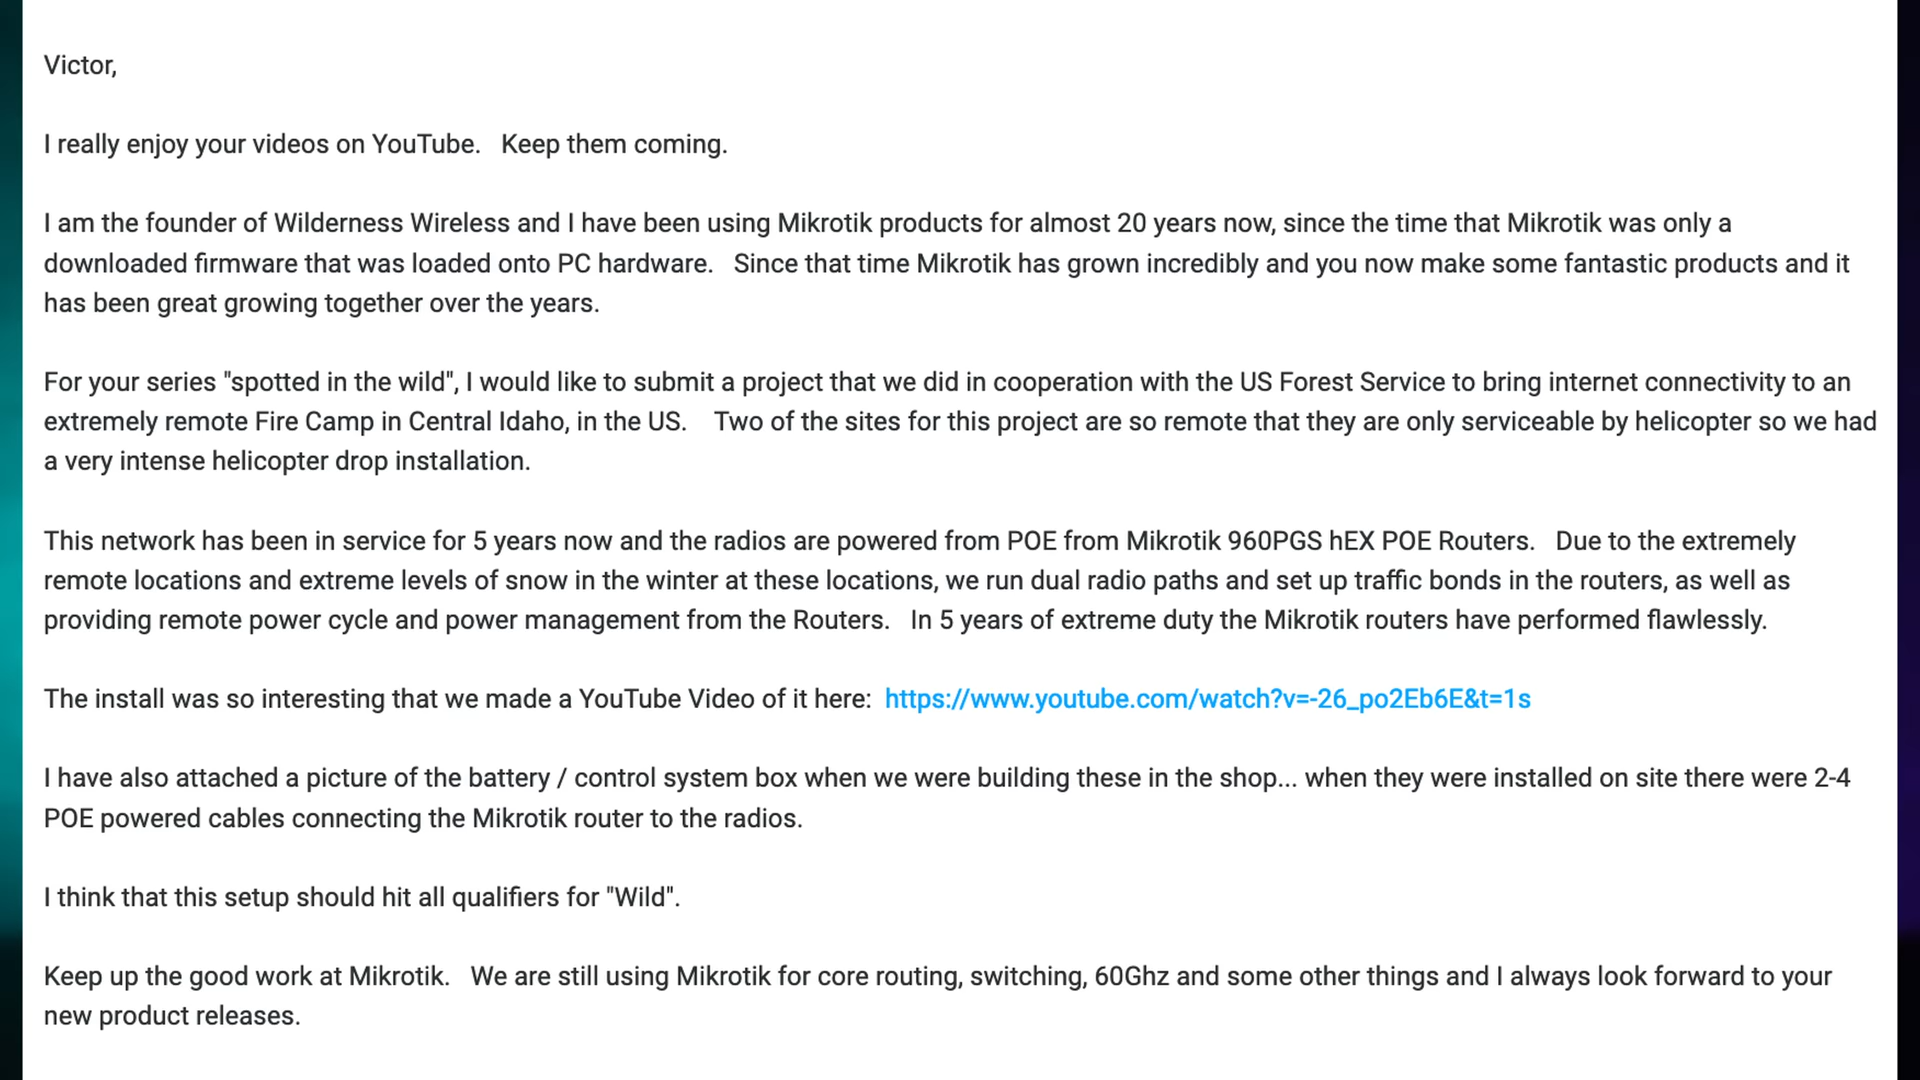 Victor,
I really enjoy your videos on YouTube.   Keep them coming.
I am the founder of Wilderness Wireless and I have been using Mikrotik products for almost 20 years now, since the time that Mikrotik was only a
downloaded firmware that was loaded onto PC hardware.   Since that time Mikrotik has grown incredibly and you now make some fantastic products and it
has been great growing together over the years.
For your series "spotted in the wild", I would like to submit a project that we did in cooperation with the US Forest Service to bring internet connectivity to an
extremely remote Fire Camp in Central Idaho, in the US.    Two of the sites for this project are so remote that they are only serviceable by helicopter so we had
a very intense helicopter drop installation.
This network has been in service for 5 years now and the radios are powered from POE from Mikrotik 960PGS hEX POE Routers.   Due to the extremely
remote locations and extreme levels of snow in the winter at these locations, we run dual radio paths and set up traffic bonds in the routers, as well as
providing remote power cycle and power management from the Routers.   In 5 years of extreme duty the Mikrotik routers have performed flawlessly.
The install was so interesting that we made a YouTube Video of it here:  https://www.youtube.com/watch?v=-26_po2Eb6E&t=1s
I have also attached a picture of the battery / control system box when we were building these in the shop... when they were installed on site there were 2-4
POE powered cables connecting the Mikrotik router to the radios.
I think that this setup should hit all qualifiers for "Wild".
Keep up the good work at Mikrotik.   We are still using Mikrotik for core routing, switching, 60Ghz and some other things and I always look forward to your
new product releases.